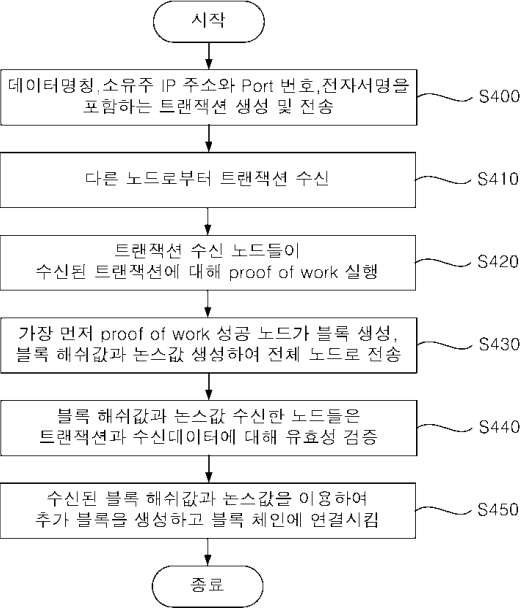 시작
데이터명칭,소유주 IP 주소와 Port 번호,전자서명을
포함하는 트랜잭션 생성 및 전송
S400
다른 노드로부터 트랜잭션 수신
S410
트랜잭션 수신 노드들이
수신된 트랜잭션에 대해 proof of work 실행
S420
가장 먼저 proof of work 성공 노드가 블록 생성,
블록 해쉬값과 논스값 생성하여 전체 노드로 전송
S430
블록 해쉬값과 논스값 수신한 노드들은
트랜잭션과 수신데이터에 대해 유효성 검증
S440
수신된 블록 해쉬값과 논스값을 이용하여
추가 블록을 생성하고 블록 체인에 연결시킴
S450
종료